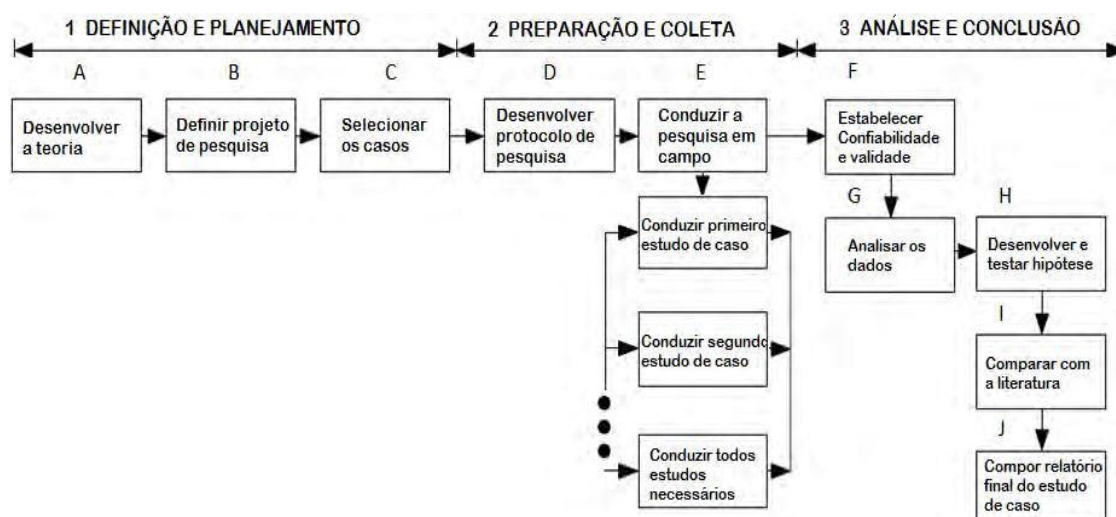 1 DEFINIÇÃO E PLANEJAMENTO
2 PREPARAÇÃO E COLETA
3 ANÁLISE E CONCLUSÃO
A
B
C
D
E
F
Desenvolver
a teoria
Definir projeto
de pesquisa
Selecionar
os casos
Desenvolver
protocolo de
pesquisa
Conduzir a
pesquisa em
campo
Estabelecer
Confiabilidade
e validade
Conduzir primeiro
estudo de caso
Conduzir segundo
estudo de caso
Conduzir todos
estudos
necessários
G
Analisar os
dados
H
Desenvolver e
testar hipótese
I
Comparar com
a literatura
J
Compor relatório
final do estudo
de caso